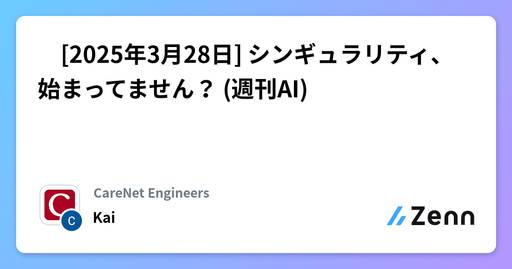 [2025年3月28日] シンギュラリティ、
始まってません？ (週刊AI)
CareNet Engineers
C
C
Kai
Zenn